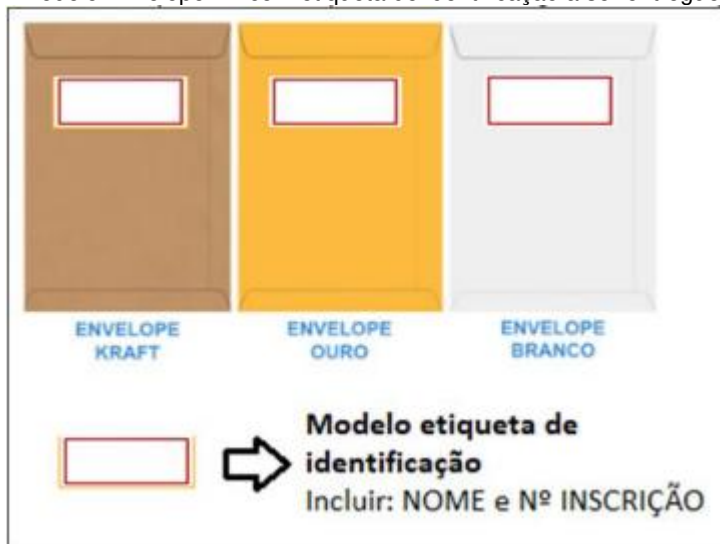 ENVELOPE
KRAFT
ENVELOPE
OURO
ENVELOPE
BRANCO
Modelo etiqueta de
identificação
Incluir: NOME e Nº INSCRIÇÃO